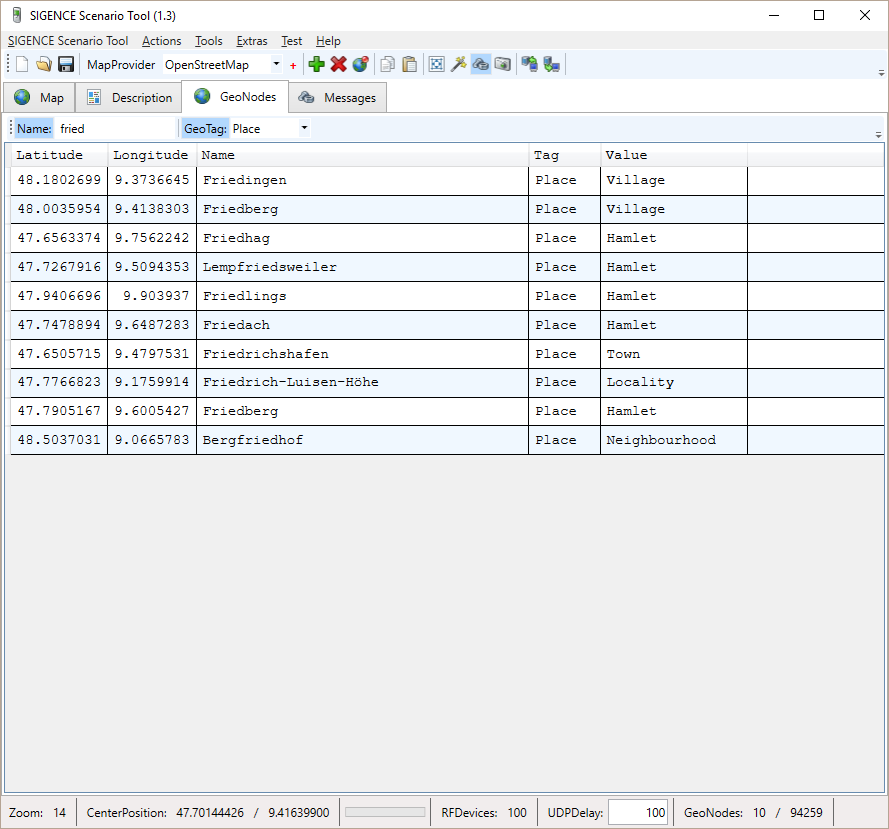 SIGENCE Scenario Tool (1.3)
SIGENCE Scenario Tool Actions Tools Extras Test Help
MapProvider OpenStreetMap +
Map Description GeoNodes Messages
Name: fried GeoTag: Place
Latitude Longitude Name Tag Value
48.1802699 9.3736645 Friedingen Place Village
48.0035954 9.4138303 Friedberg Place Village
47.6563374 9.7562242 Friedhag Place Hamlet
47.7267916 9.5094353 Lempfriedsweiler Place Hamlet
47.9406696 9.903937 Friedlings Place Hamlet
47.7478894 9.6487283 Friedach Place Hamlet
47.6505715 9.4797531 Friedrichshafen Place Town
47.7766823 9.1759914 Friedrich-Luisen-Höhe Place Locality
47.7905167 9.6005427 Friedberg Place Hamlet
48.5037031 9.0665783 Bergfriedhof Place Neighbourhood
Zoom: 14 CenterPosition: 47.70144426 / 9.41639900 RFDevices: 100 UDPDelay: 100 GeoNodes: 10 / 94259